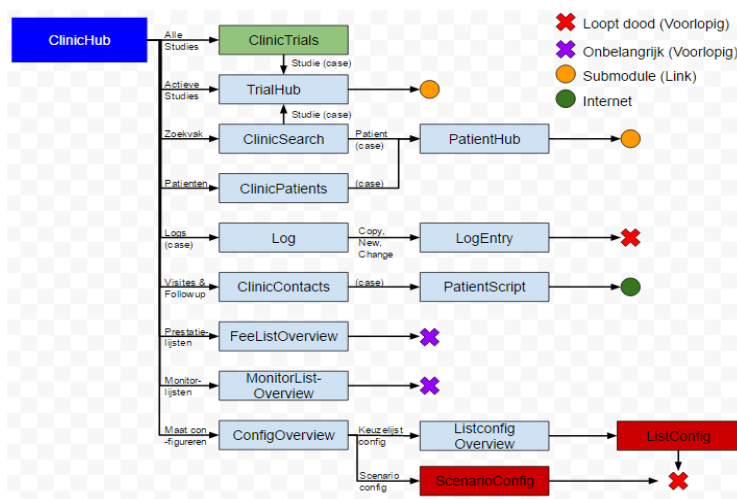 ClinicHub
Alle
Studies
ClinicTrials
Studie (case)
Actieve
Studies
TrialHub
Studie (case)
Zoekvak
ClinicSearch
Patient
(case)
PatientHub
Patienten
ClinicPatients
(case)
Logs
(case)
Log
Copy,
New,
Change
LogEntry
Visites &
Followup
ClinicContacts
(case)
PatientScript
Prestatie-
lijsten
FeeListOverview
Monitor-
lijsten
MonitorList-
Overview
Maat con
-figureren
ConfigOverview
Keuzelijst
config
Listconfig
Overview
ListConfig
Scenario
config
ScenarioConfig
Loopt dood (Voorlopig)
Onbelangrijk (Voorlopig)
Submodule (Link)
Internet